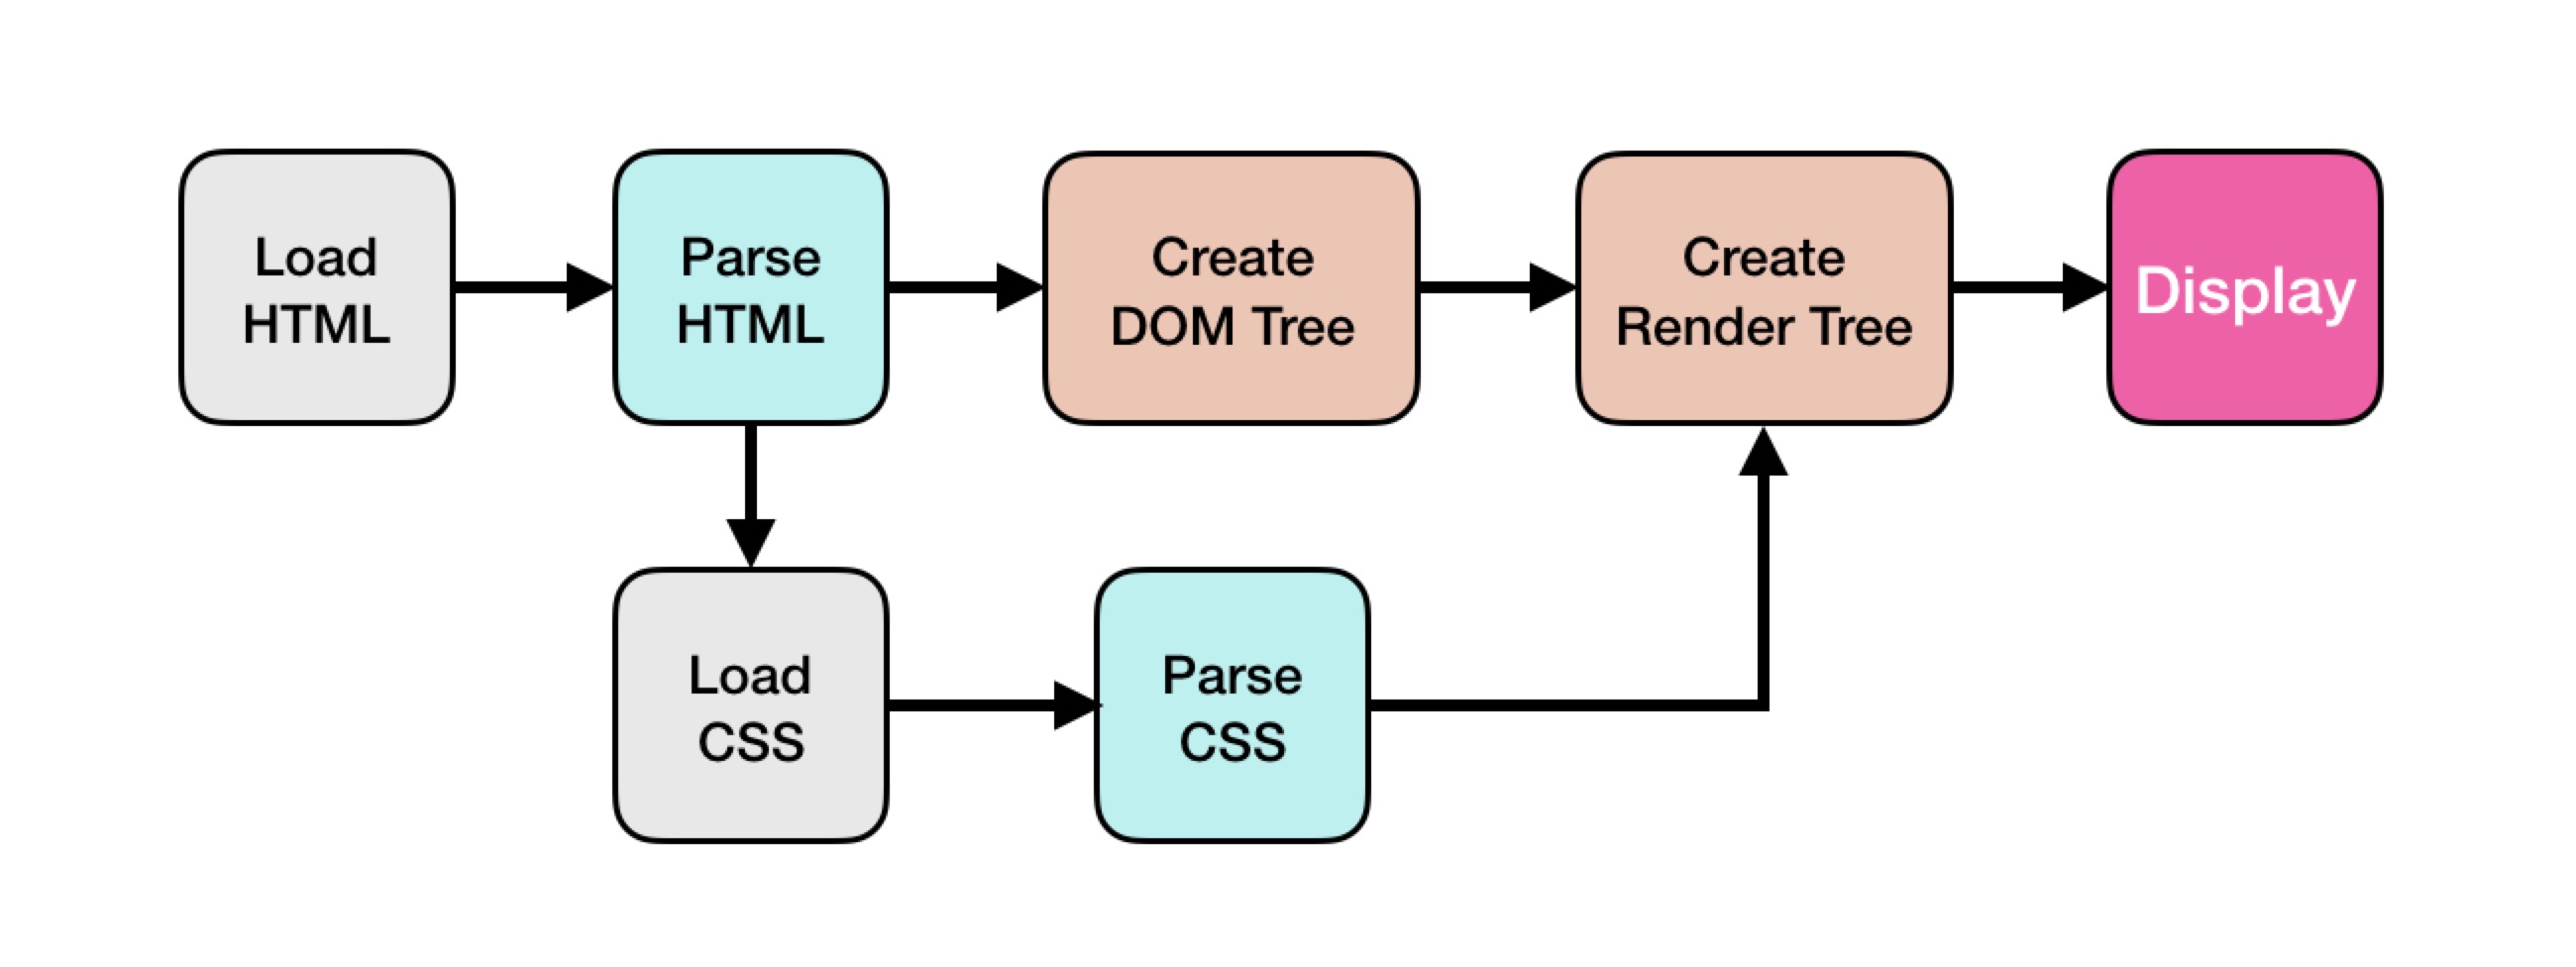 Load
HTML
Parse
HTML
Create
DOM Tree
Create
Render Tree
Display
Load
CSS
Parse
CSS